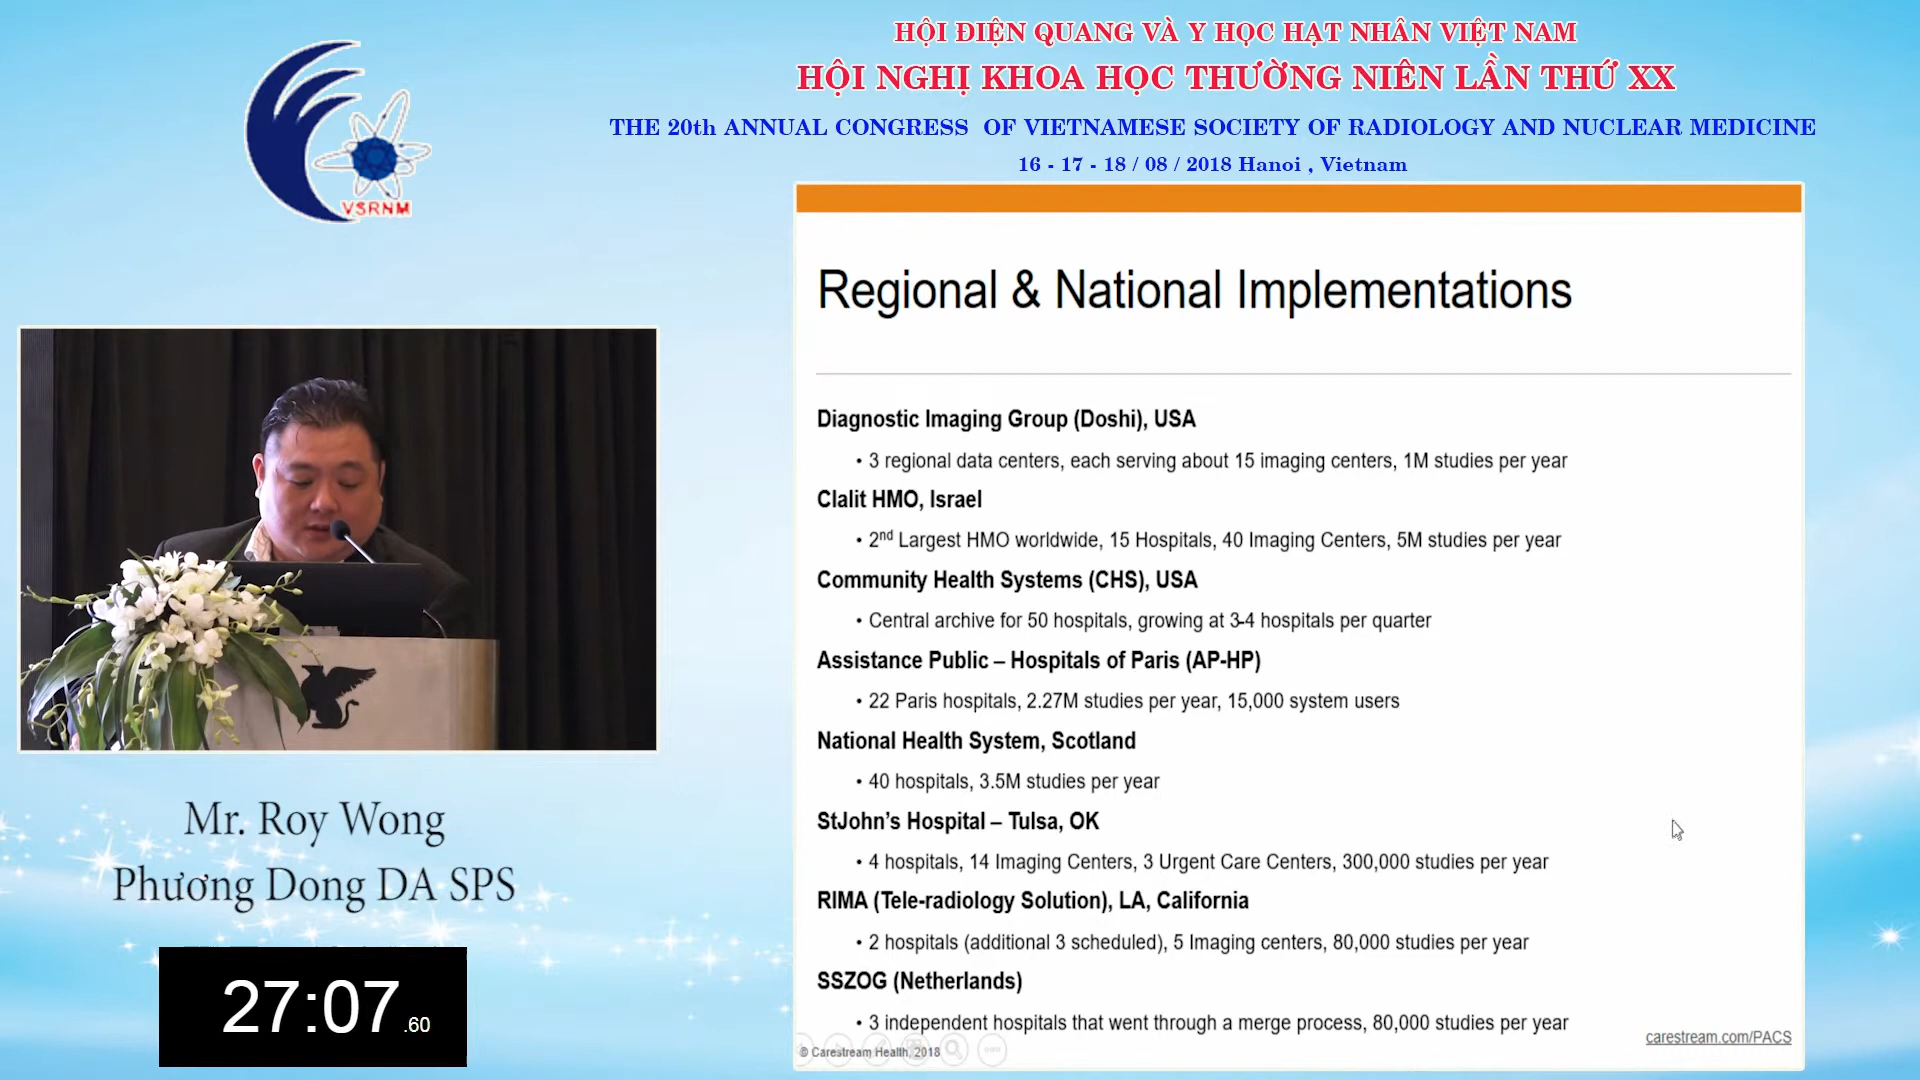 HỘI ĐIỆN QUANG VÀ Y HỌC HẠT NHÂN VIỆT NAM
HỘI NGHỊ KHOA HỌC THƯỜNG NIÊN LẦN THỨ XX
THE 20th ANNUAL CONGRESS OF VIETNAMESE SOCIETY OF RADIOLOGY AND NUCLEAR MEDICINE
16 - 17 - 18 / 08 / 2018 Hanoi , Vietnam
VSRNM
Regional & National Implementations
Diagnostic Imaging Group (Doshi), USA
• 3 regional data centers, each serving about 15 imaging centers, 1M studies per year
Clalit HMO, Israel
• 2nd Largest HMO worldwide, 15 Hospitals, 40 Imaging Centers, 5M studies per year
Community Health Systems (CHS), USA
• Central archive for 50 hospitals, growing at 3-4 hospitals per quarter
Assistance Public – Hospitals of Paris (AP-HP)
• 22 Paris hospitals, 2.27M studies per year, 15,000 system users
National Health System, Scotland
• 40 hospitals, 3.5M studies per year
StJohn's Hospital – Tulsa, OK
• 4 hospitals, 14 Imaging Centers, 3 Urgent Care Centers, 300,000 studies per year
RIMA (Tele-radiology Solution), LA, California
• 2 hospitals (additional 3 scheduled), 5 Imaging centers, 80,000 studies per year
SSZOG (Netherlands)
• 3 independent hospitals that went through a merge process, 80,000 studies per year
carestream.com/PACS
© Carestream Health, 2018
Mr. Roy Wong
Phương Dong DA SPS
27:07.60